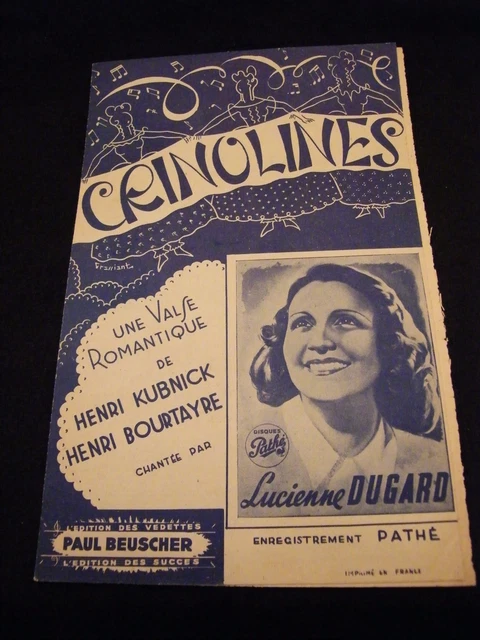 CRINOLINES
UNE VALSE
ROMANTIQUE
DE
HENRI KUBNICK
HENRI BOURTAYRE
CHANTÉE PAR
DISQUES
Pathé
Lucienne DUGARD
ENREGISTREMENT PATHÉ
L'EDITION DES VEDETTES
PAUL BEUSCHER
L'EDITION DES SUCCES
IMPRIMÉ EN FRANCE